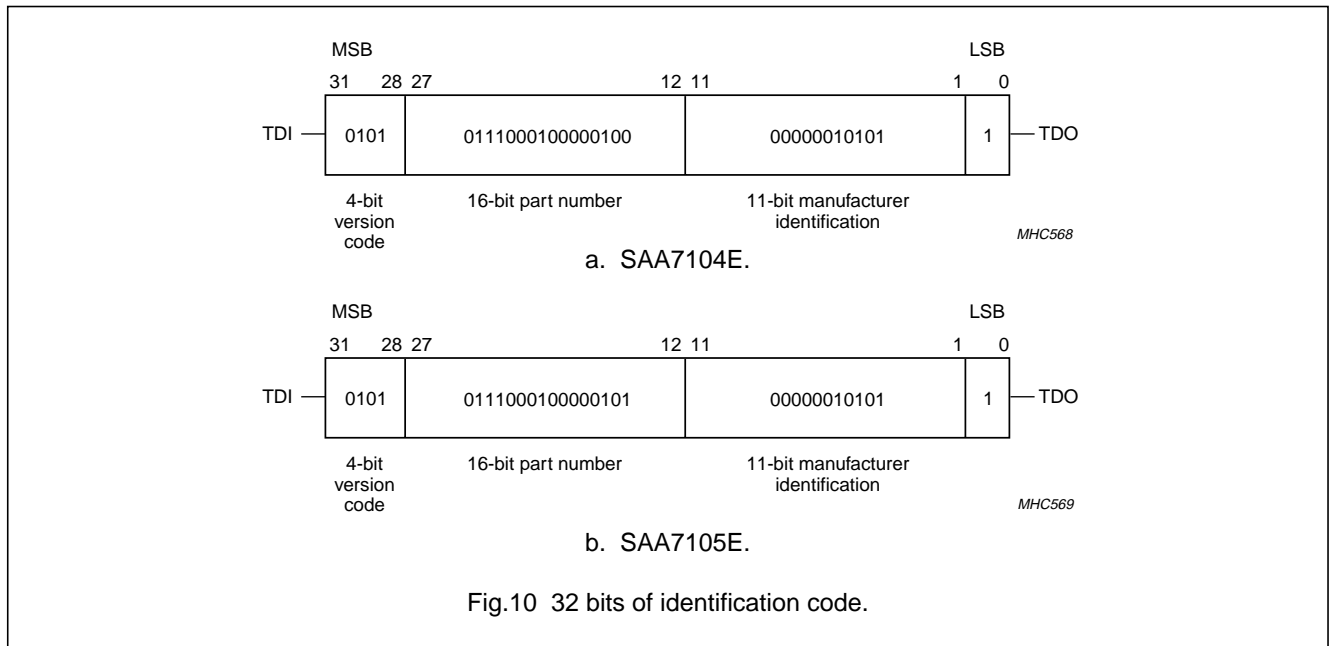 MSB LSB
31 28 27 12 11 1 0
TDI 0101 0111000100000100 00000010101 1 TDO
4-bit version code
16-bit part number
11-bit manufacturer identification
MHC568
a. SAA7104E.
MSB LSB
31 28 27 12 11 1 0
TDI 0101 0111000100000101 00000010101 1 TDO
4-bit version code
16-bit part number
11-bit manufacturer identification
MHC569
b. SAA7105E.
Fig.10 32 bits of identification code.